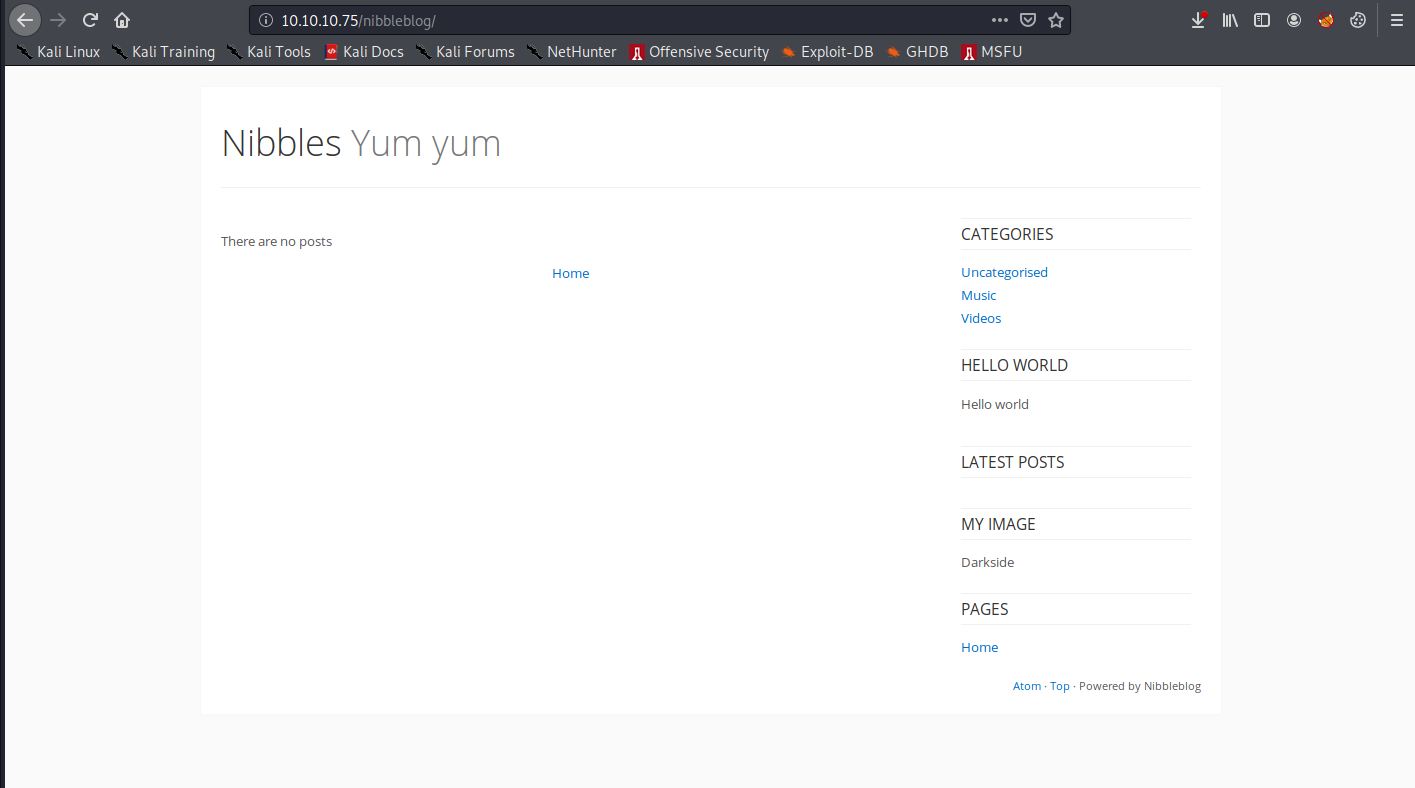 10.10.10.75/nibbleblog/
Kali Linux Kali Training Kali Tools Kali Docs Kali Forums NetHunter Offensive Security Exploit-DB GHDB MSFU
Nibbles Yum yum
There are no posts
Home
CATEGORIES
Uncategorised
Music
Videos
HELLO WORLD
Hello world
LATEST POSTS
MY IMAGE
Darkside
PAGES
Home
Atom · Top · Powered by Nibbleblog